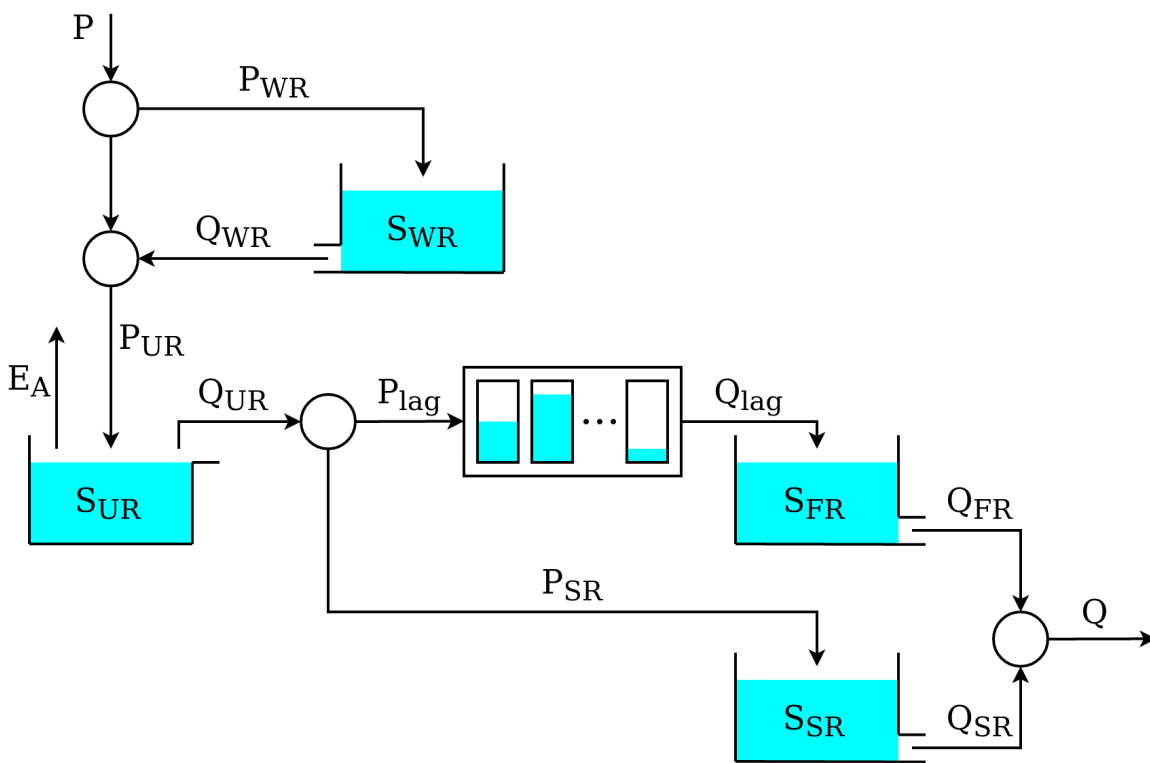 P
P_WR
Q_WR
S_WR
P_UR
E_A
Q_UR
P_lag
Q_lag
S_UR
S_FR
Q_FR
P_SR
Q
S_SR
Q_SR